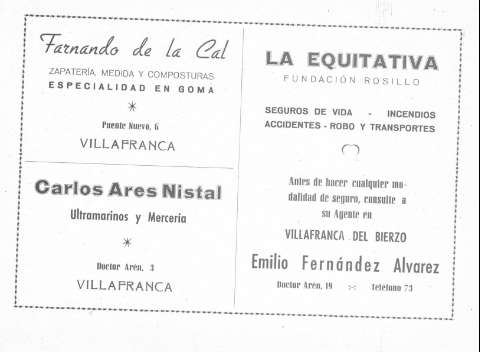 Farnando de la Cal
ZAPATERÍA, MEDIDA Y COMPOSTURAS
ESPECIALIDAD EN GOMA
Puente Nuevo, 6
VILLAFRANCA
Carlos Ares Nistal
Ultramarinos y Mercería
Doctor Arén, 3
VILLAFRANCA
LA EQUITATIVA
FUNDACIÓN ROSILLO
SEGUROS DE VIDA - INCENDIOS
ACCIDENTES - ROBO Y TRANSPORTES
Antes de hacer cualquier mo-
dalidad de seguro, consulte a
su Agente en
VILLAFRANCA DEL BIERZO
Emilio Fernández Alvarez
Doctor Arén, 19 :-: Teléfono 73